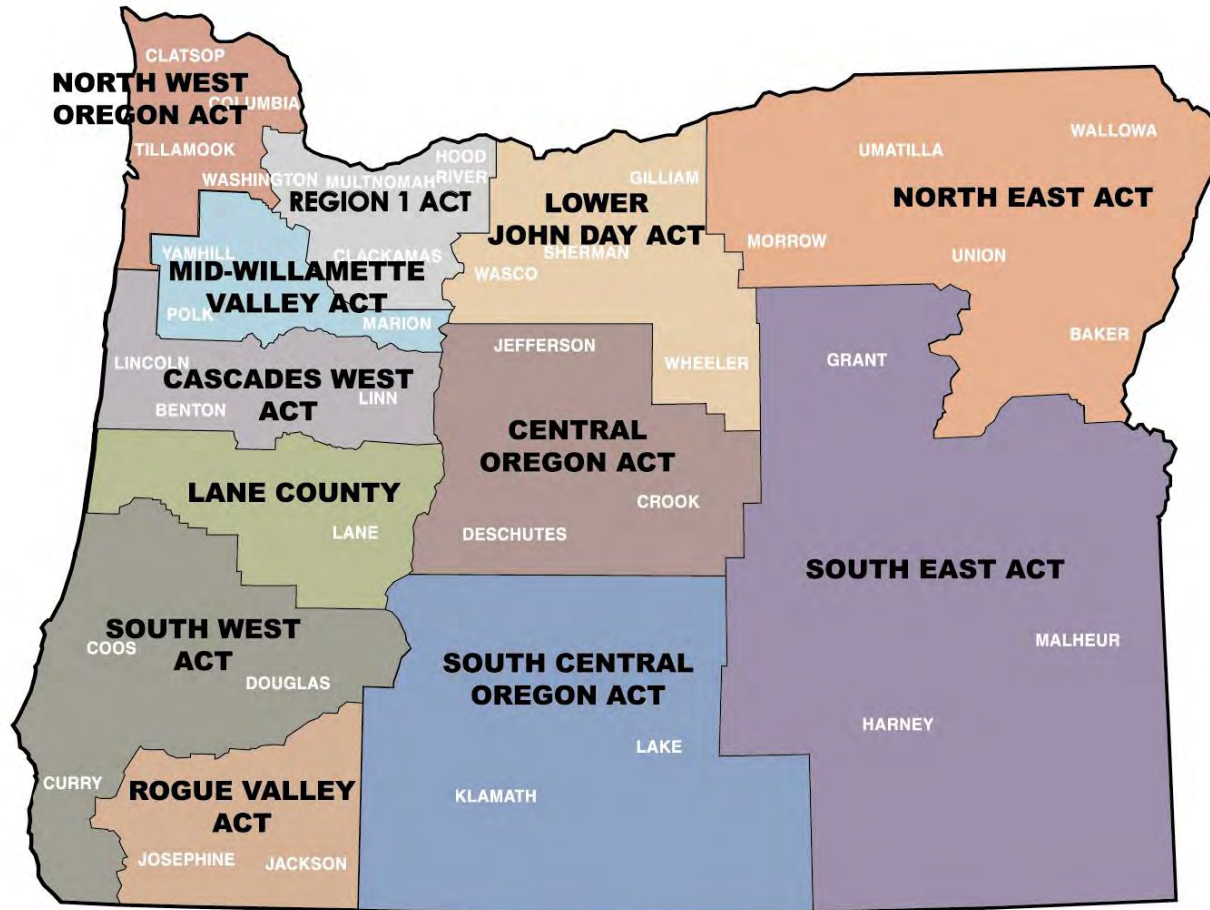 CLATSOP
NORTH WEST
OREGON ACT
COLUMBIA
TILLAMOOK
WASHINGTON
MULTNOMAH
HOOD
RIVER
REGION 1 ACT
CLACKAMAS
GILLIAM
LOWER
JOHN DAY ACT
SHERMAN
WASCO
WALLOWA
UMATILLA
NORTH EAST ACT
MORROW
UNION
BAKER
YAMHILL
MID-WILLAMETTE
VALLEY ACT
POLK
MARION
JEFFERSON
WHEELER
GRANT
LINCOLN
CASCADES WEST
ACT
BENTON
LINN
CENTRAL
OREGON ACT
CROOK
DESCHUTES
LANE COUNTY
LANE
SOUTH EAST ACT
MALHEUR
HARNEY
SOUTH WEST
ACT
COOS
DOUGLAS
CURRY
SOUTH CENTRAL
OREGON ACT
LAKE
KLAMATH
ROGUE VALLEY
ACT
JOSEPHINE
JACKSON